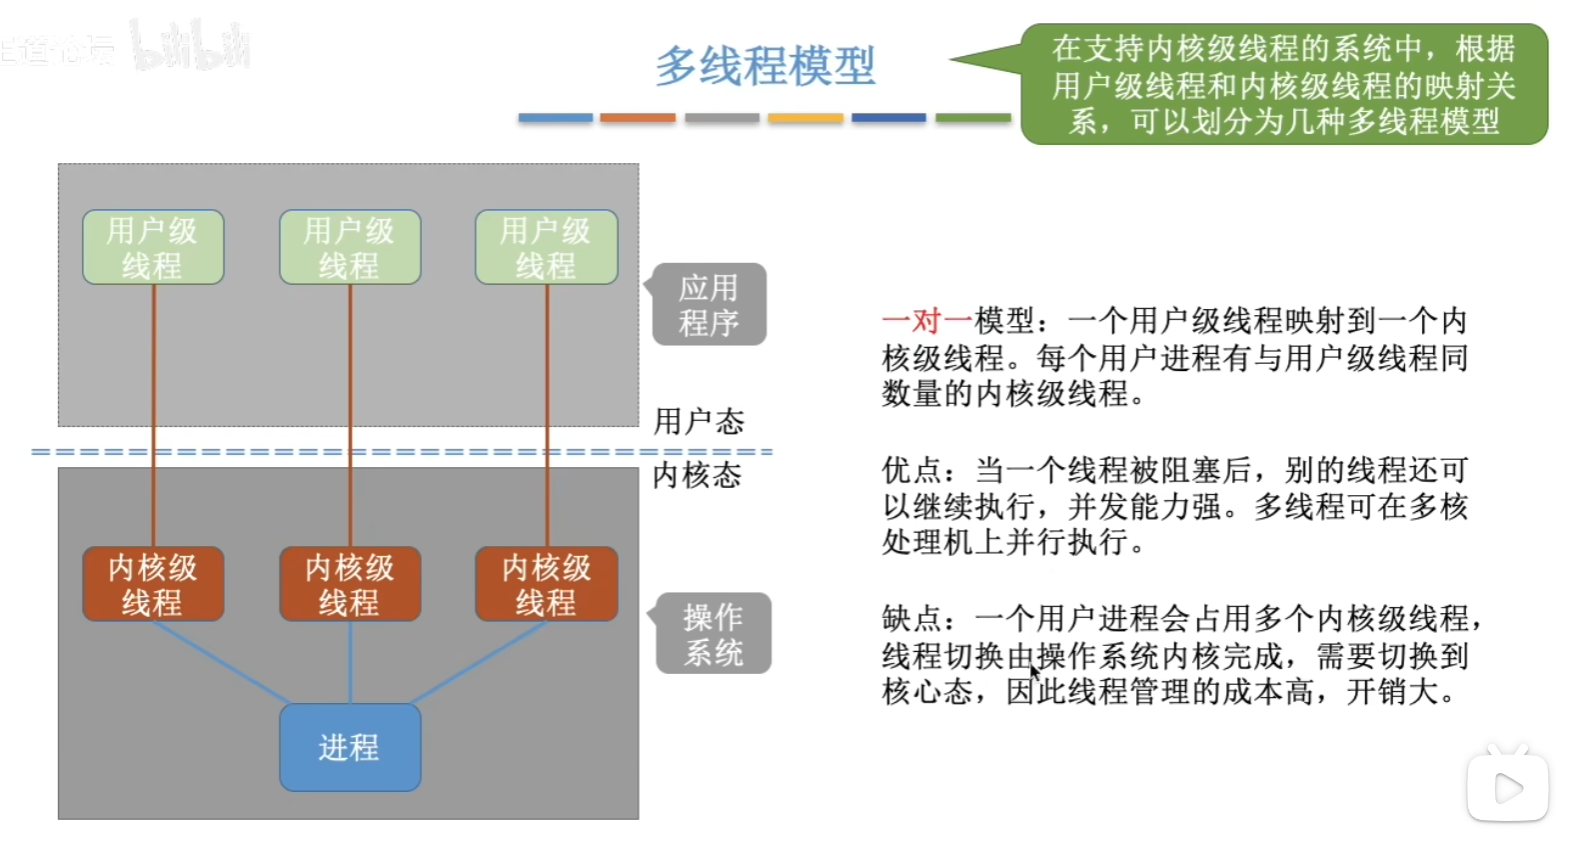 bilibili
多线程模型
在支持内核级线程的系统中，根据
用户级线程和内核级线程的映射关
系，可以划分为几种多线程模型
用户级
线程
用户级
线程
用户级
线程
应用
程序
用户态
内核态
内核级
线程
内核级
线程
内核级
线程
操作
系统
进程
一对一模型：一个用户级线程映射到一个内
核级线程。每个用户进程有与用户级线程同
数量的内核级线程。
优点：当一个线程被阻塞后，别的线程还可
以继续执行，并发能力强。多线程可在多核
处理机上并行执行。
缺点：一个用户进程会占用多个内核级线程，
线程切换由操作系统内核完成，需要切换到
核心态，因此线程管理的成本高，开销大。